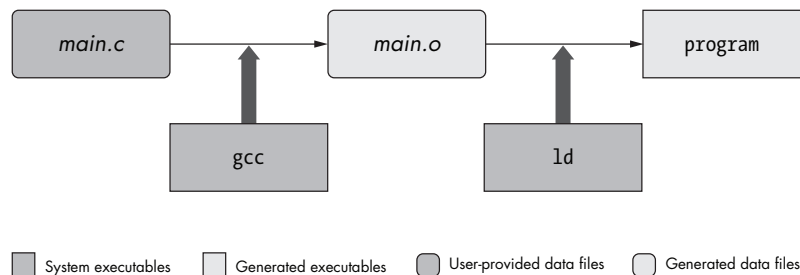 main.c
main.o
program
gcc
ld
System executables
Generated executables
User-provided data files
Generated data files